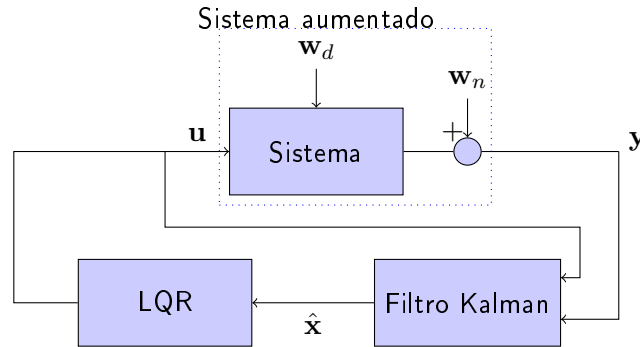 Sistema aumentado
w_d
w_n
+
u
Sistema
y
LQR
x̂
Filtro Kalman